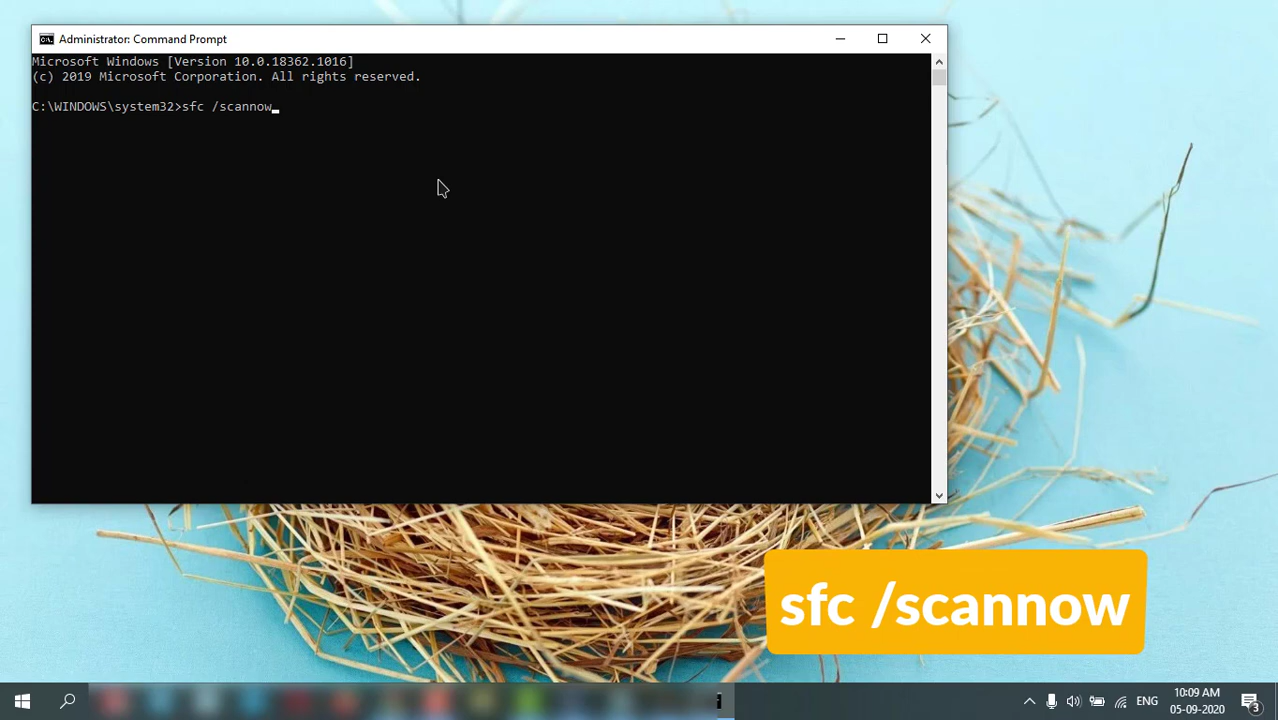 Administrator: Command Prompt
Microsoft Windows [Version 10.0.18362.1016]
(c) 2019 Microsoft Corporation. All rights reserved.
C:\WINDOWS\system32>sfc /scannow
sfc /scannow
ENG
10:09 AM
05-09-2020
3